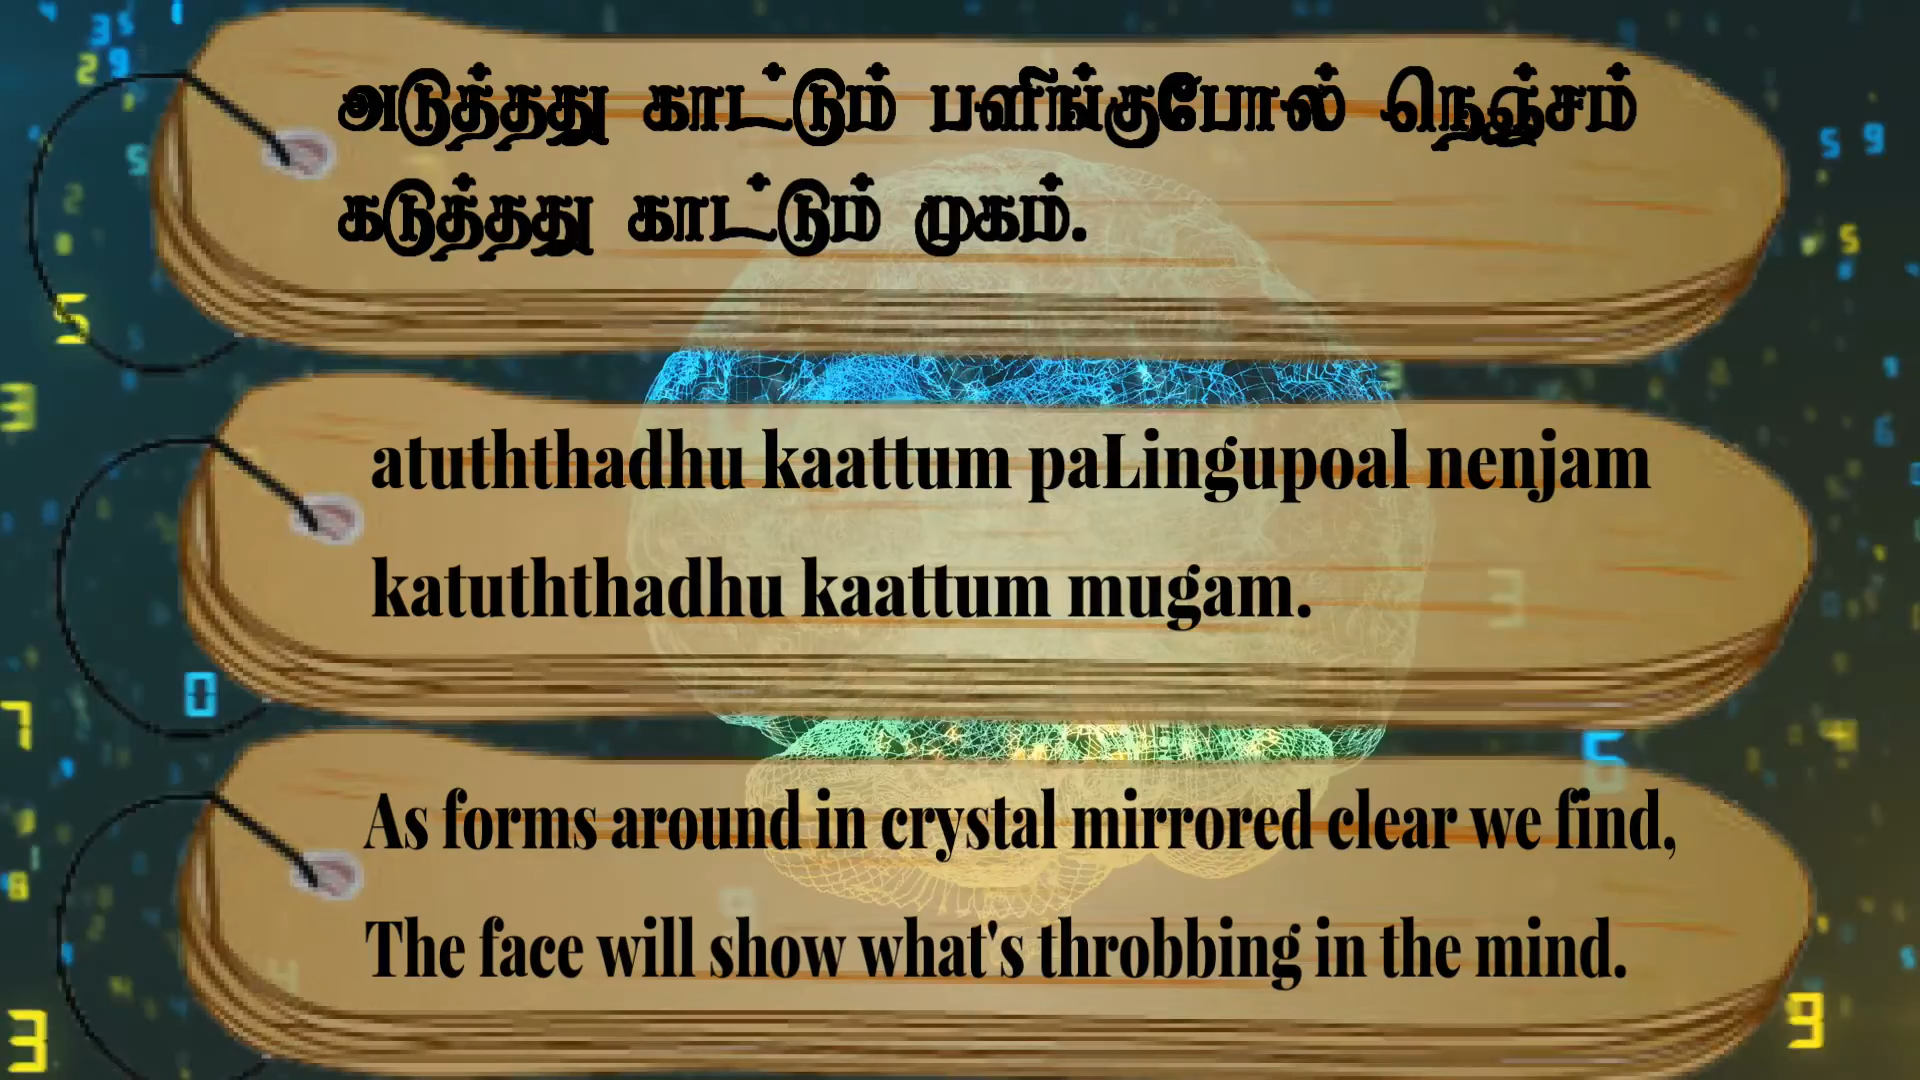 அடுத்தது காட்டும் பளிங்குபோல் நெஞ்சம்
கடுத்தது காட்டும் முகம்.
atuththadhu kaattum paLingupoal nenjam
katuththadhu kaattum mugam.
As forms around in crystal mirrored clear we find,
The face will show what's throbbing in the mind.